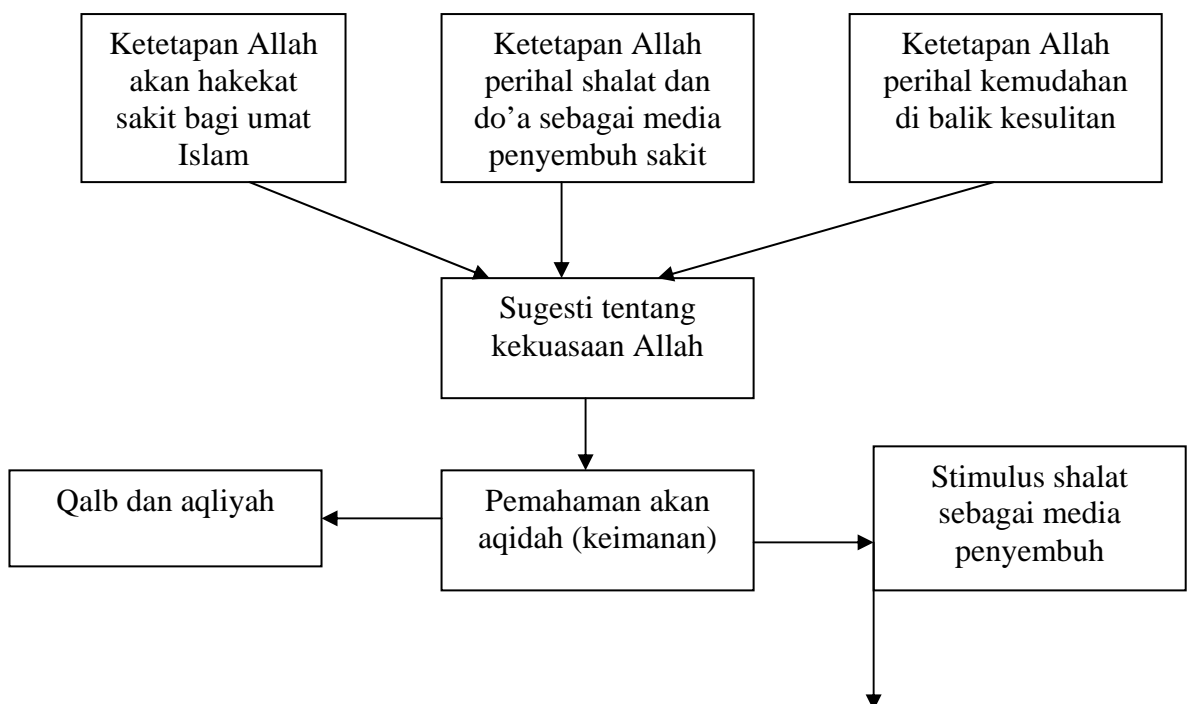 Ketetapan Allah
akan hakekat
sakit bagi umat
Islam
Ketetapan Allah
perihal shalat dan
do’a sebagai media
penyembuh sakit
Ketetapan Allah
perihal kemudahan
di balik kesulitan
Sugesti tentang
kekuasaan Allah
Qalb dan aqliyah
Pemahaman akan
aqidah (keimanan)
Stimulus shalat
sebagai media
penyembuh